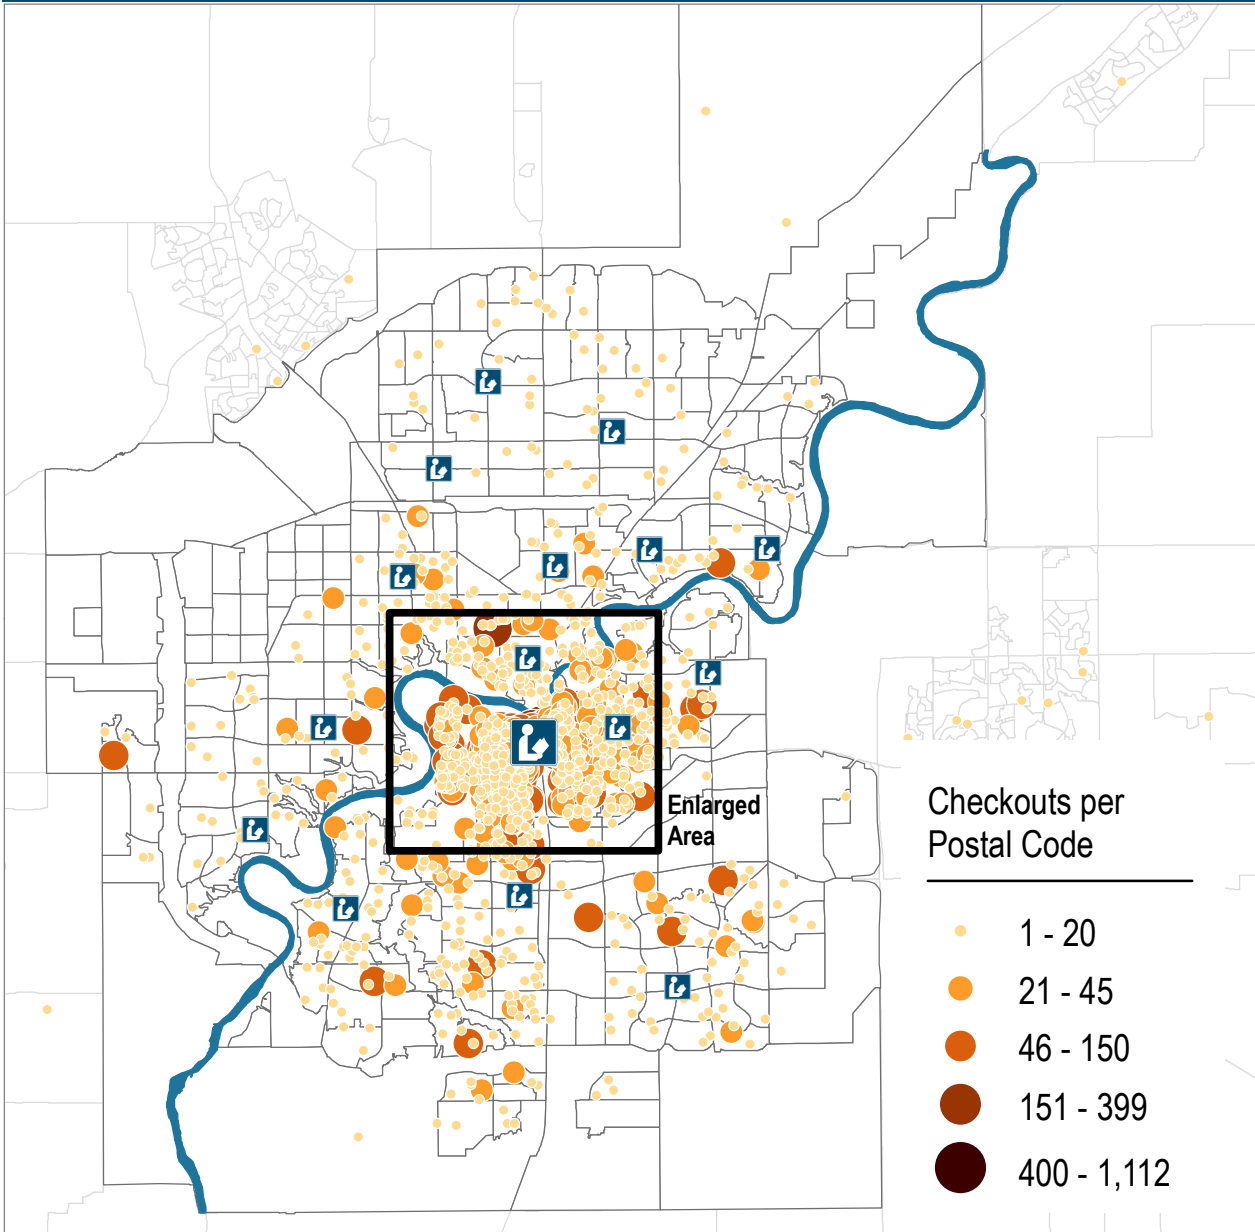 Enlarged
Area
Checkouts per
Postal Code
1 - 20
21 - 45
46 - 150
151 - 399
400 - 1,112